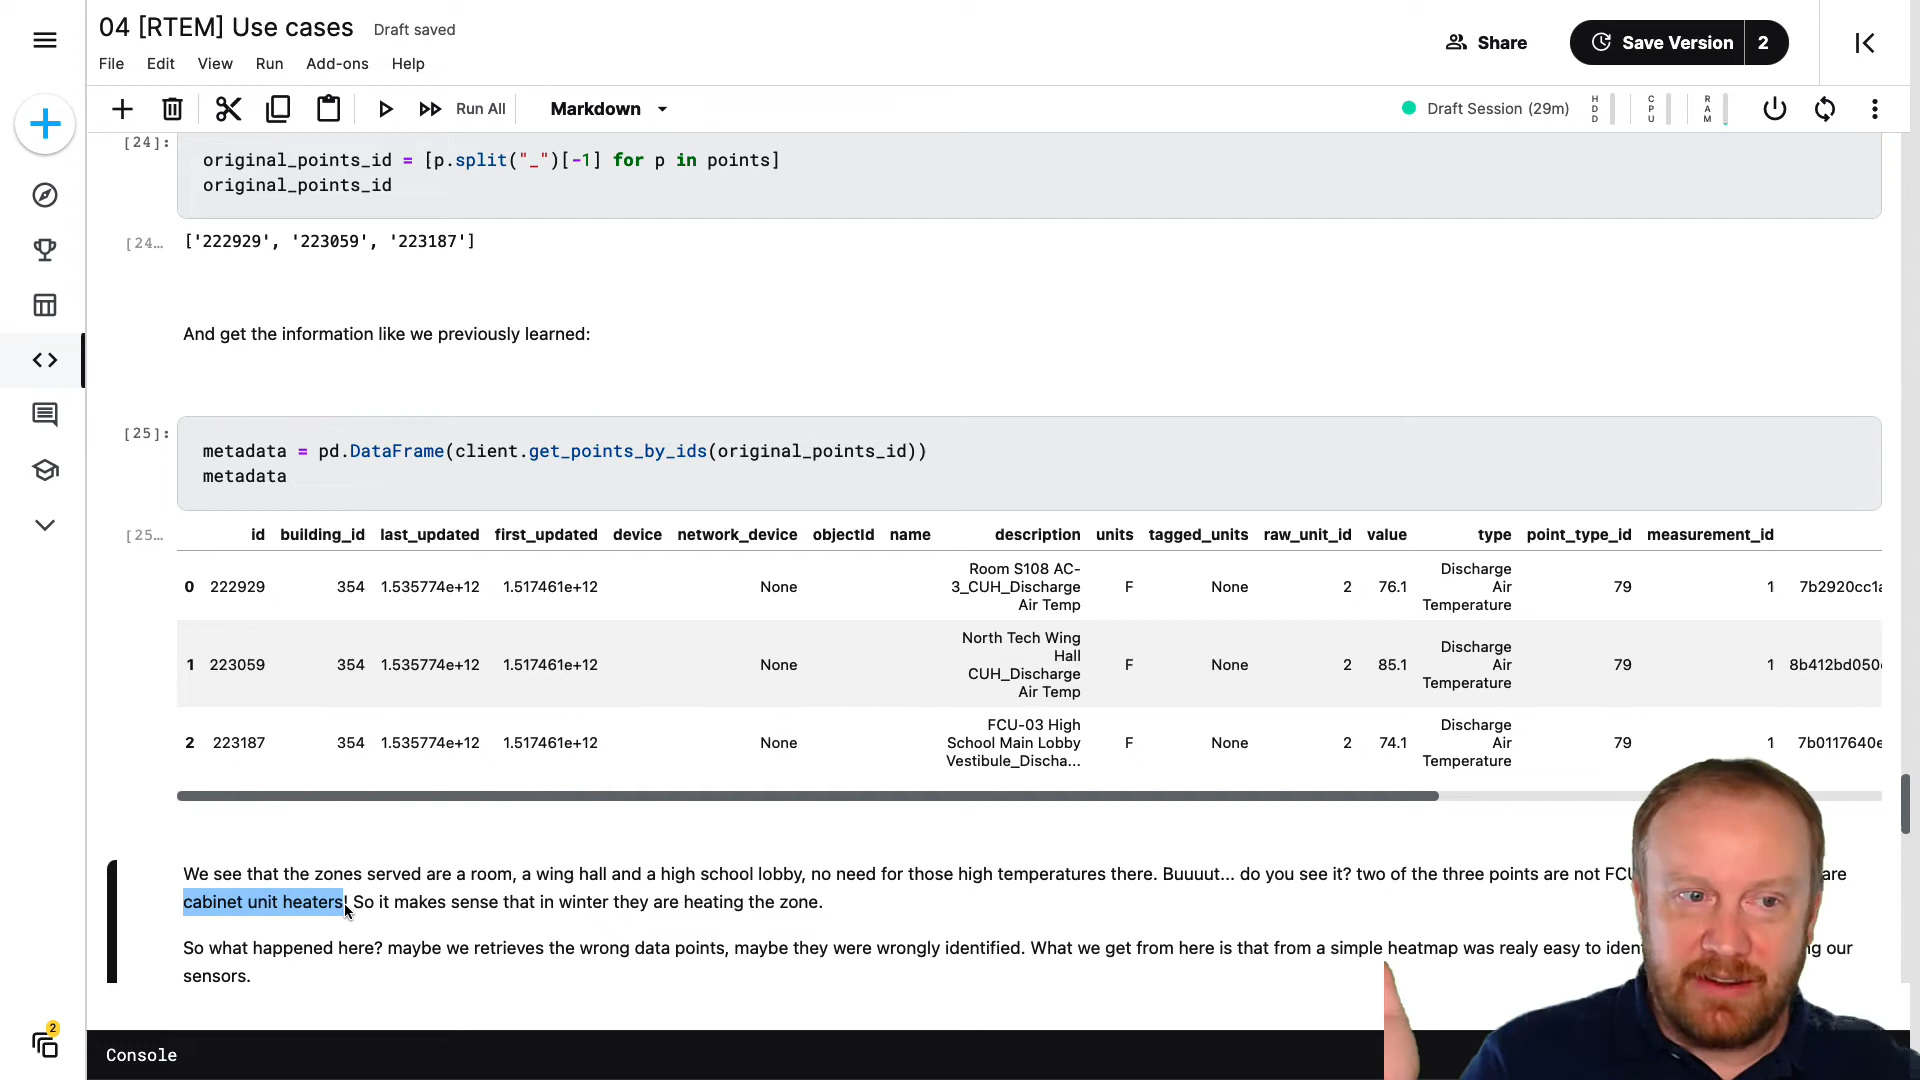 04 [RTEM] Use cases Draft saved
Share
Save Version 2
File Edit View Run Add-ons Help
Run All Markdown Draft Session (29m) HDD CPU RAM
[24]:
original_points_id = [p.split("_")[-1] for p in points]
original_points_id
[24… ['222929', '223059', '223187']
And get the information like we previously learned:
[25]:
metadata = pd.DataFrame(client.get_points_by_ids(original_points_id))
metadata
[25… id building_id last_updated first_updated device network_device objectId name description units tagged_units raw_unit_id value type point_type_id measurement_id
0 222929 354 1.535774e+12 1.517461e+12 None Room S108 AC-3_CUH_Discharge Air Temp F None 2 76.1 Discharge Air Temperature 79 1 7b2920cc1
1 223059 354 1.535774e+12 1.517461e+12 None North Tech Wing Hall CUH_Discharge Air Temp F None 2 85.1 Discharge Air Temperature 79 1 8b412bd050
2 223187 354 1.535774e+12 1.517461e+12 None FCU-03 High School Main Lobby Vestibule_Discha... F None 2 74.1 Discharge Air Temperature 79 1 7b0117640
We see that the zones served are a room, a wing hall and a high school lobby, no need for those high temperatures there. Buuuut... do you see it? two of the three points are not are
cabinet unit heaters! So it makes sense that in winter they are heating the zone.
So what happened here? maybe we retrieves the wrong data points, maybe they were wrongly identified. What we get from here is that from a simple heatmap was realy easy to our
sensors.
2
Console